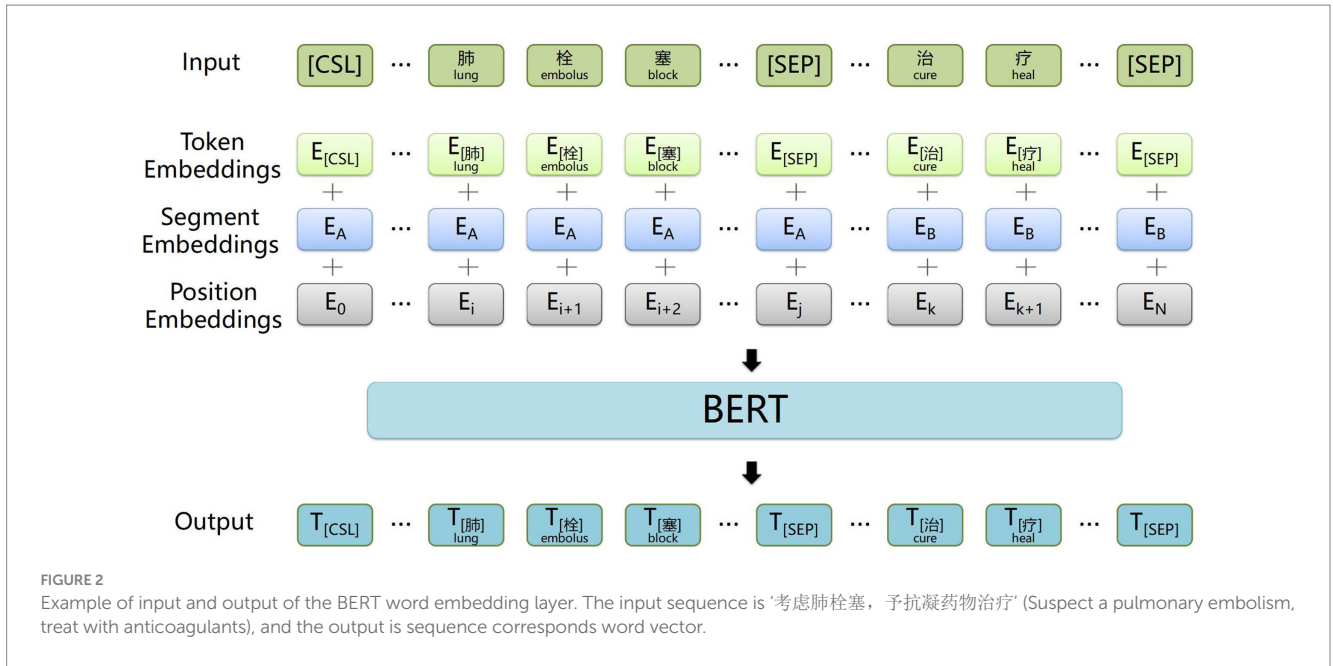 Input [CSL] ... 肺 lung 栓 embolus 塞 block ... [SEP] ... 治 cure 疗 heal ... [SEP]
Token Embeddings E[CSL] ... E[肺] lung E[栓] embolus E[塞] block ... E[SEP] ... E[治] cure E[疗] heal ... E[SEP]
+ + + + + + + +
Segment Embeddings EA ... EA EA EA ... EA ... EB EB ... EB
+ + + + + + + +
Position Embeddings E0 ... Ei Ei+1 Ei+2 ... Ej ... Ek Ek+1 ... EN
BERT
Output T[CSL] ... T[肺] lung T[栓] embolus T[塞] block ... T[SEP] ... T[治] cure T[疗] heal ... T[SEP]
FIGURE 2
Example of input and output of the BERT word embedding layer. The input sequence is '考虑肺栓塞，予抗凝药物治疗' (Suspect a pulmonary embolism,
treat with anticoagulants), and the output is sequence corresponds word vector.